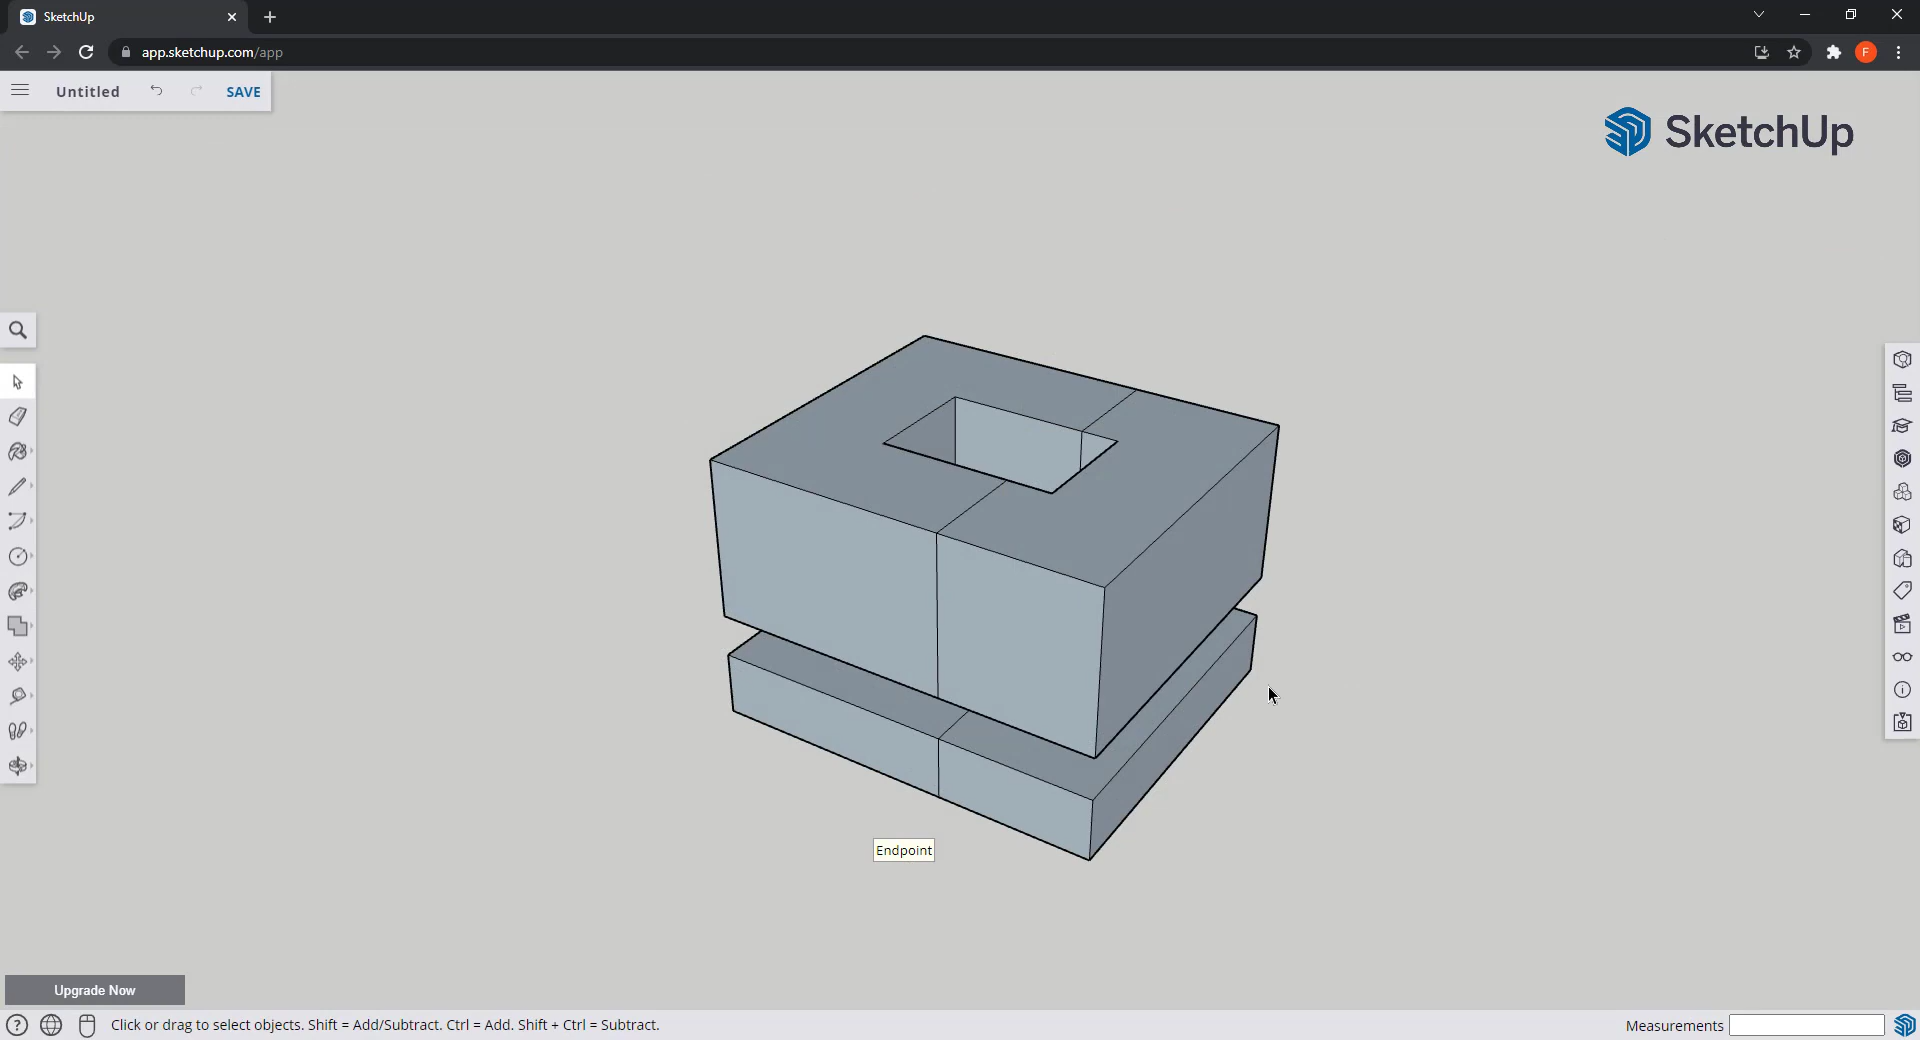 SketchUp
app.sketchup.com/app
F
Untitled
SAVE
SketchUp
Endpoint
Upgrade Now
Click or drag to select objects. Shift = Add/Subtract. Ctrl = Add. Shift + Ctrl = Subtract.
Measurements